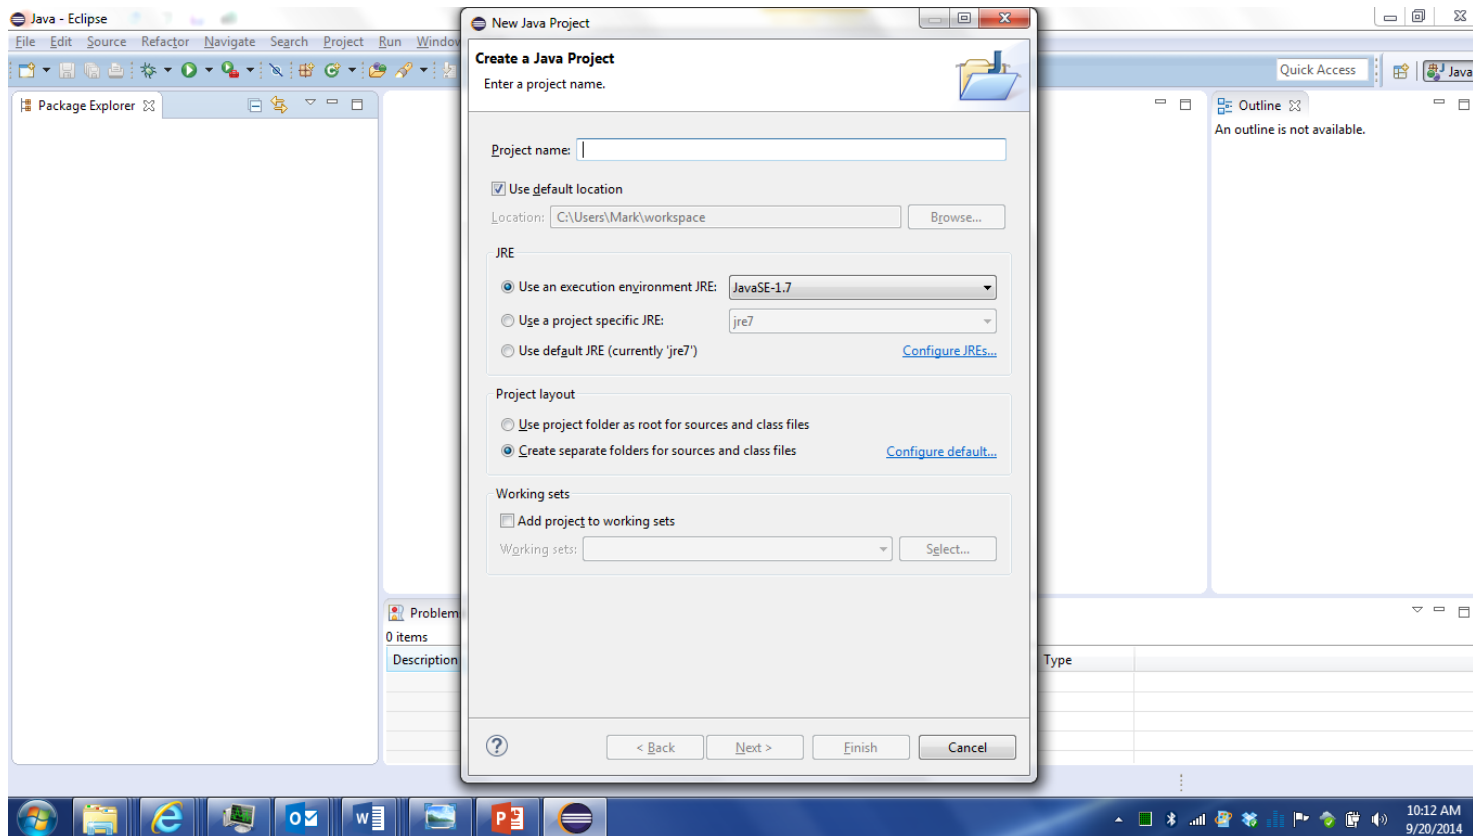 Java - Eclipse
File Edit Source Refactor Navigate Search Project Run Window
Quick Access
Java
Package Explorer
Outline
An outline is not available.
Problem
0 items
Description
Type
New Java Project
Create a Java Project
Enter a project name.
Project name:
Use default location
Location: C:\Users\Mark\workspace Browse...
JRE
Use an execution environment JRE: JavaSE-1.7
Use a project specific JRE: jre7
Use default JRE (currently 'jre7') Configure JREs...
Project layout
Use project folder as root for sources and class files
Create separate folders for sources and class files Configure default...
Working sets
Add project to working sets
Working sets: Select...
< Back Next > Finish Cancel
10:12 AM
9/20/2014